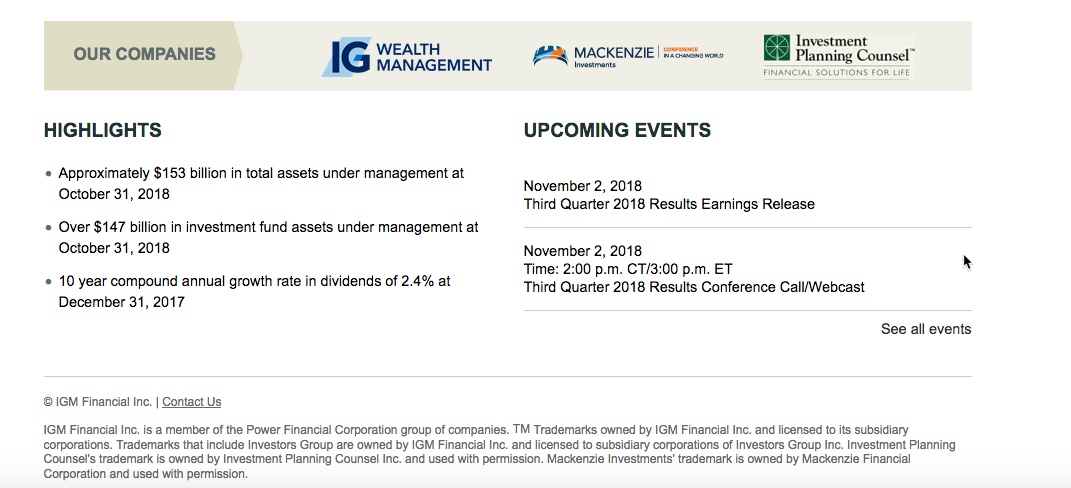 OUR COMPANIES
IG WEALTH
MANAGEMENT
MACKENZIE
Investments
CONFIDENCE
IN A CHANGING WORLD
Investment
Planning Counsel™
FINANCIAL SOLUTIONS FOR LIFE
HIGHLIGHTS
• Approximately $153 billion in total assets under management at
October 31, 2018
• Over $147 billion in investment fund assets under management at
October 31, 2018
• 10 year compound annual growth rate in dividends of 2.4% at
December 31, 2017
UPCOMING EVENTS
November 2, 2018
Third Quarter 2018 Results Earnings Release
November 2, 2018
Time: 2:00 p.m. CT/3:00 p.m. ET
Third Quarter 2018 Results Conference Call/Webcast
See all events
© IGM Financial Inc. | Contact Us
IGM Financial Inc. is a member of the Power Financial Corporation group of companies. TM Trademarks owned by IGM Financial Inc. and licensed to its subsidiary
corporations. Trademarks that include Investors Group are owned by IGM Financial Inc. and licensed to subsidiary corporations of Investors Group Inc. Investment Planning
Counsel's trademark is owned by Investment Planning Counsel Inc. and used with permission. Mackenzie Investments' trademark is owned by Mackenzie Financial
Corporation and used with permission.